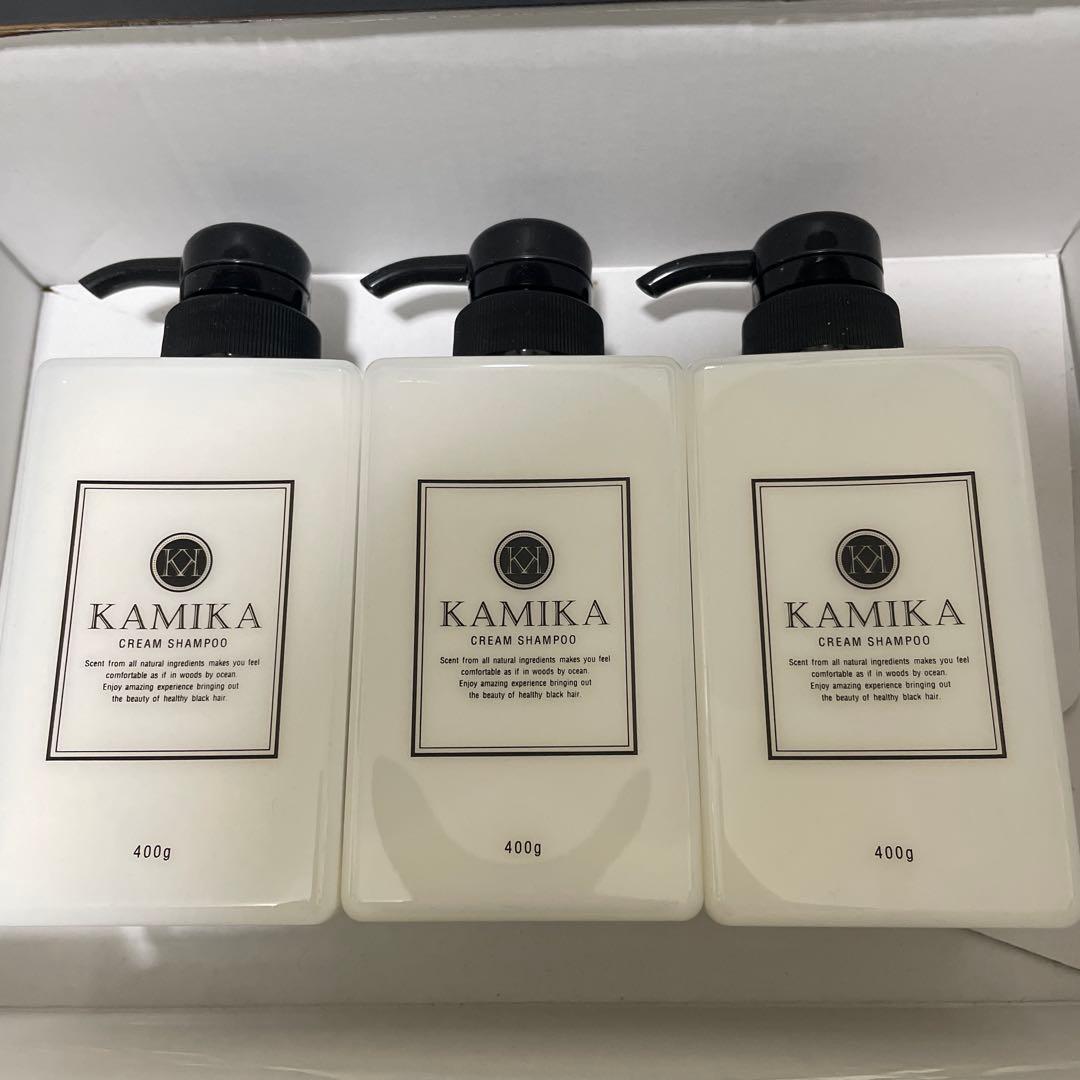 KK
KAMIKA
CREAM SHAMPOO
Scent from all natural ingredients makes you feel
comfortable as if in woods by ocean.
Enjoy amazing experience bringing out
the beauty of healthy black hair.
400g
KK
KAMIKA
CREAM SHAMPOO
Scent from all natural ingredients makes you feel
comfortable as if in woods by ocean.
Enjoy amazing experience bringing out
the beauty of healthy black hair.
400g
KK
KAMIKA
CREAM SHAMPOO
Scent from all natural ingredients makes you feel
comfortable as if in woods by ocean.
Enjoy amazing experience bringing out
the beauty of healthy black hair.
400g